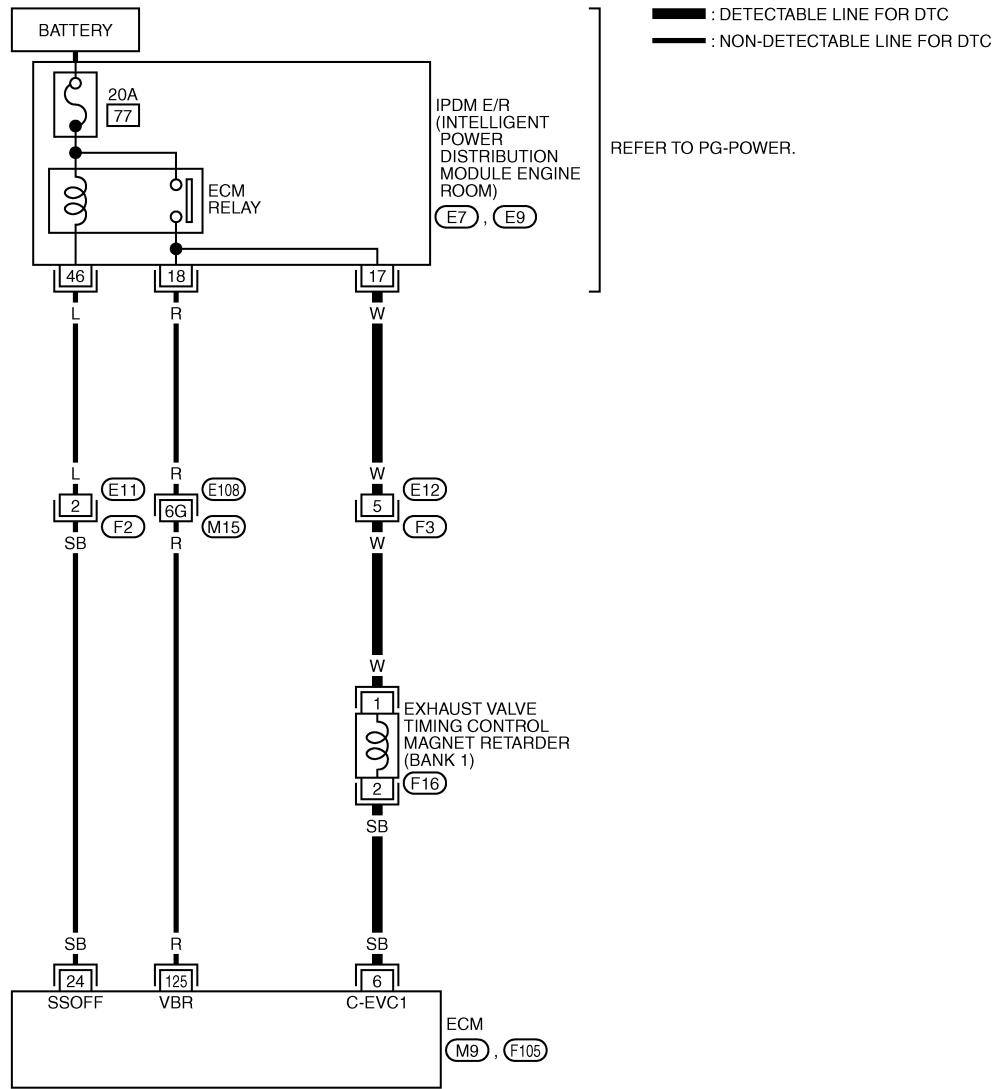 BATTERY
: DETECTABLE LINE FOR DTC
: NON-DETECTABLE LINE FOR DTC
20A
77
IPDM E/R
(INTELLIGENT
POWER
DISTRIBUTION
MODULE ENGINE
ROOM)
E7 , E9
REFER TO PG-POWER.
ECM
RELAY
46 18 17
L R W
L R W
E11 E108 E12
2 6G 5
F2 M15 F3
SB R W
W
1
EXHAUST VALVE
TIMING CONTROL
MAGNET RETARDER
(BANK 1)
2
F16
SB
SB R SB
24 125 6
SSOFF VBR C-EVC1
ECM
M9 , F105